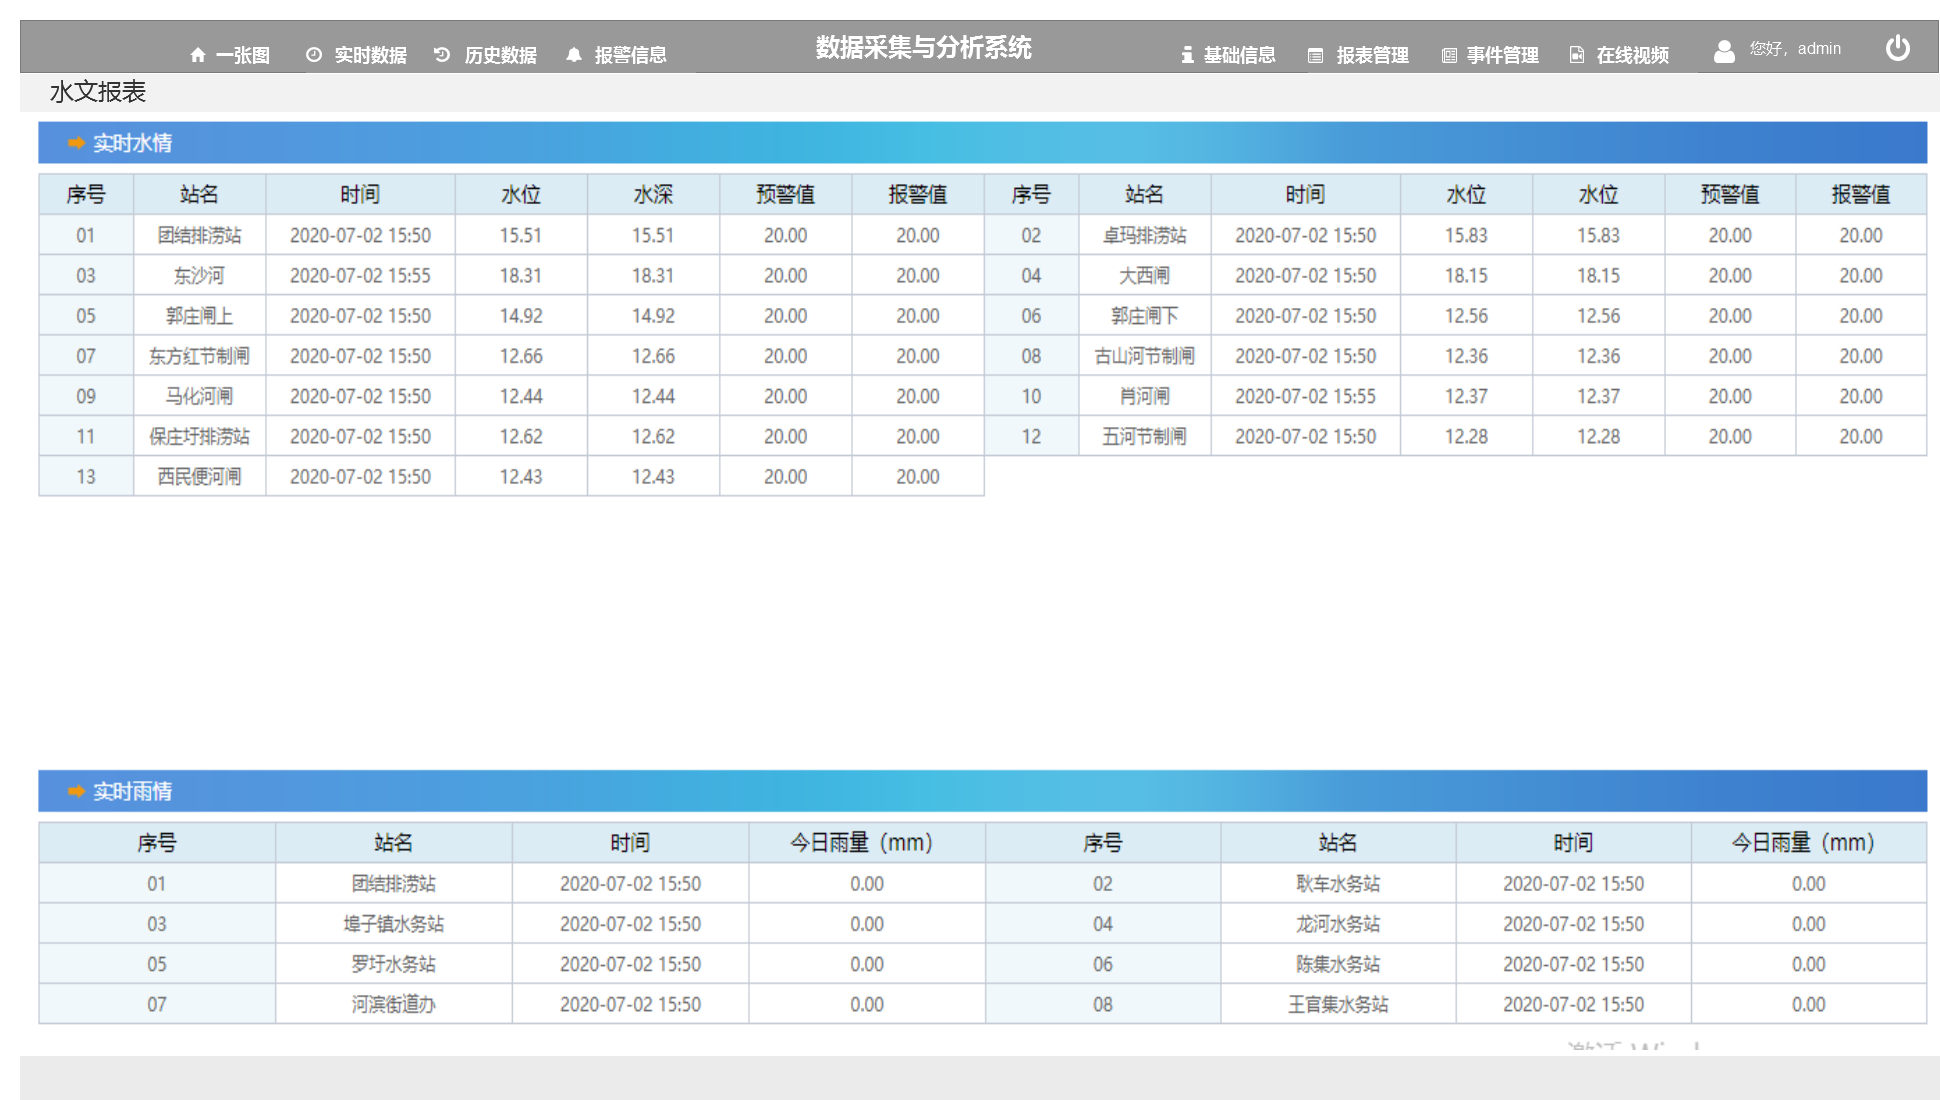 一张图 实时数据 历史数据 报警信息 数据采集与分析系统 基础信息 报表管理 事件管理 在线视频 您好，admin
水文报表
实时水情
序号 站名 时间 水位 水深 预警值 报警值 序号 站名 时间 水位 水位 预警值 报警值
01 团结排涝站 2020-07-02 15:50 15.51 15.51 20.00 20.00 02 卓玛排涝站 2020-07-02 15:50 15.83 15.83 20.00 20.00
03 东沙河 2020-07-02 15:55 18.31 18.31 20.00 20.00 04 大西闸 2020-07-02 15:50 18.15 18.15 20.00 20.00
05 郭庄闸上 2020-07-02 15:50 14.92 14.92 20.00 20.00 06 郭庄闸下 2020-07-02 15:50 12.56 12.56 20.00 20.00
07 东方红节制闸 2020-07-02 15:50 12.66 12.66 20.00 20.00 08 古山河节制闸 2020-07-02 15:50 12.36 12.36 20.00 20.00
09 马化河闸 2020-07-02 15:50 12.44 12.44 20.00 20.00 10 肖河闸 2020-07-02 15:55 12.37 12.37 20.00 20.00
11 保庄圩排涝站 2020-07-02 15:50 12.62 12.62 20.00 20.00 12 五河节制闸 2020-07-02 15:50 12.28 12.28 20.00 20.00
13 西民便河闸 2020-07-02 15:50 12.43 12.43 20.00 20.00
实时雨情
序号 站名 时间 今日雨量（mm） 序号 站名 时间 今日雨量（mm）
01 团结排涝站 2020-07-02 15:50 0.00 02 耿车水务站 2020-07-02 15:50 0.00
03 埠子镇水务站 2020-07-02 15:50 0.00 04 龙河水务站 2020-07-02 15:50 0.00
05 罗圩水务站 2020-07-02 15:50 0.00 06 陈集水务站 2020-07-02 15:50 0.00
07 河滨街道办 2020-07-02 15:50 0.00 08 王官集水务站 2020-07-02 15:50 0.00